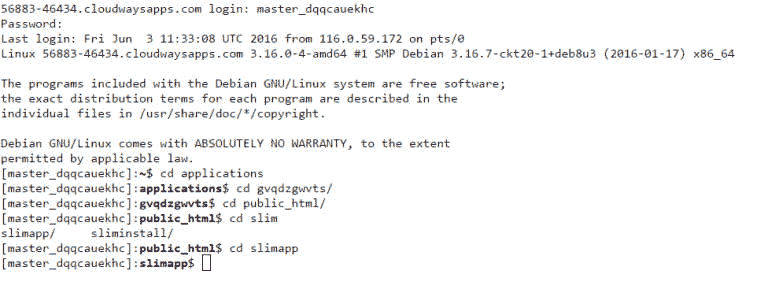 56883-46434.cloudwaysapps.com login: master_dqqcauekhc
Password:
Last login: Fri Jun  3 11:33:08 UTC 2016 from 116.0.59.172 on pts/0
Linux 56883-46434.cloudwaysapps.com 3.16.0-4-amd64 #1 SMP Debian 3.16.7-ckt20-1+deb8u3 (2016-01-17) x86_64
The programs included with the Debian GNU/Linux system are free software;
the exact distribution terms for each program are described in the
individual files in /usr/share/doc/*/copyright.
Debian GNU/Linux comes with ABSOLUTELY NO WARRANTY, to the extent
permitted by applicable law.
[master_dqqcauekhc]:~$ cd applications
[master_dqqcauekhc]:applications$ cd gvqdzgwvts/
[master_dqqcauekhc]:gvqdzgwvts$ cd public_html/
[master_dqqcauekhc]:public_html$ cd slim
slimapp/     sliminstall/
[master_dqqcauekhc]:public_html$ cd slimapp
[master_dqqcauekhc]:slimapp$